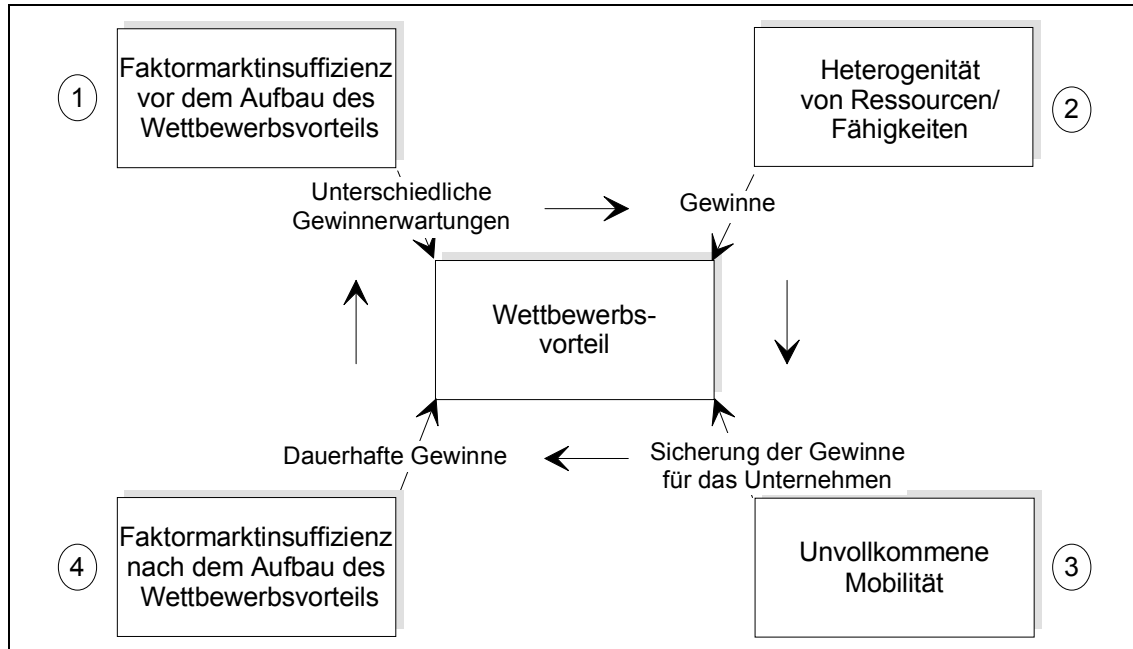 1
Faktormarktinsuffizienz
vor dem Aufbau des
Wettbewerbsvorteils
Heterogenität
von Ressourcen/
Fähigkeiten
2
Unterschiedliche
Gewinnerwartungen
Gewinne
Wettbewerbs-
vorteil
Dauerhafte Gewinne
Sicherung der Gewinne
für das Unternehmen
4
Faktormarktinsuffizienz
nach dem Aufbau des
Wettbewerbsvorteils
Unvollkommene
Mobilität
3